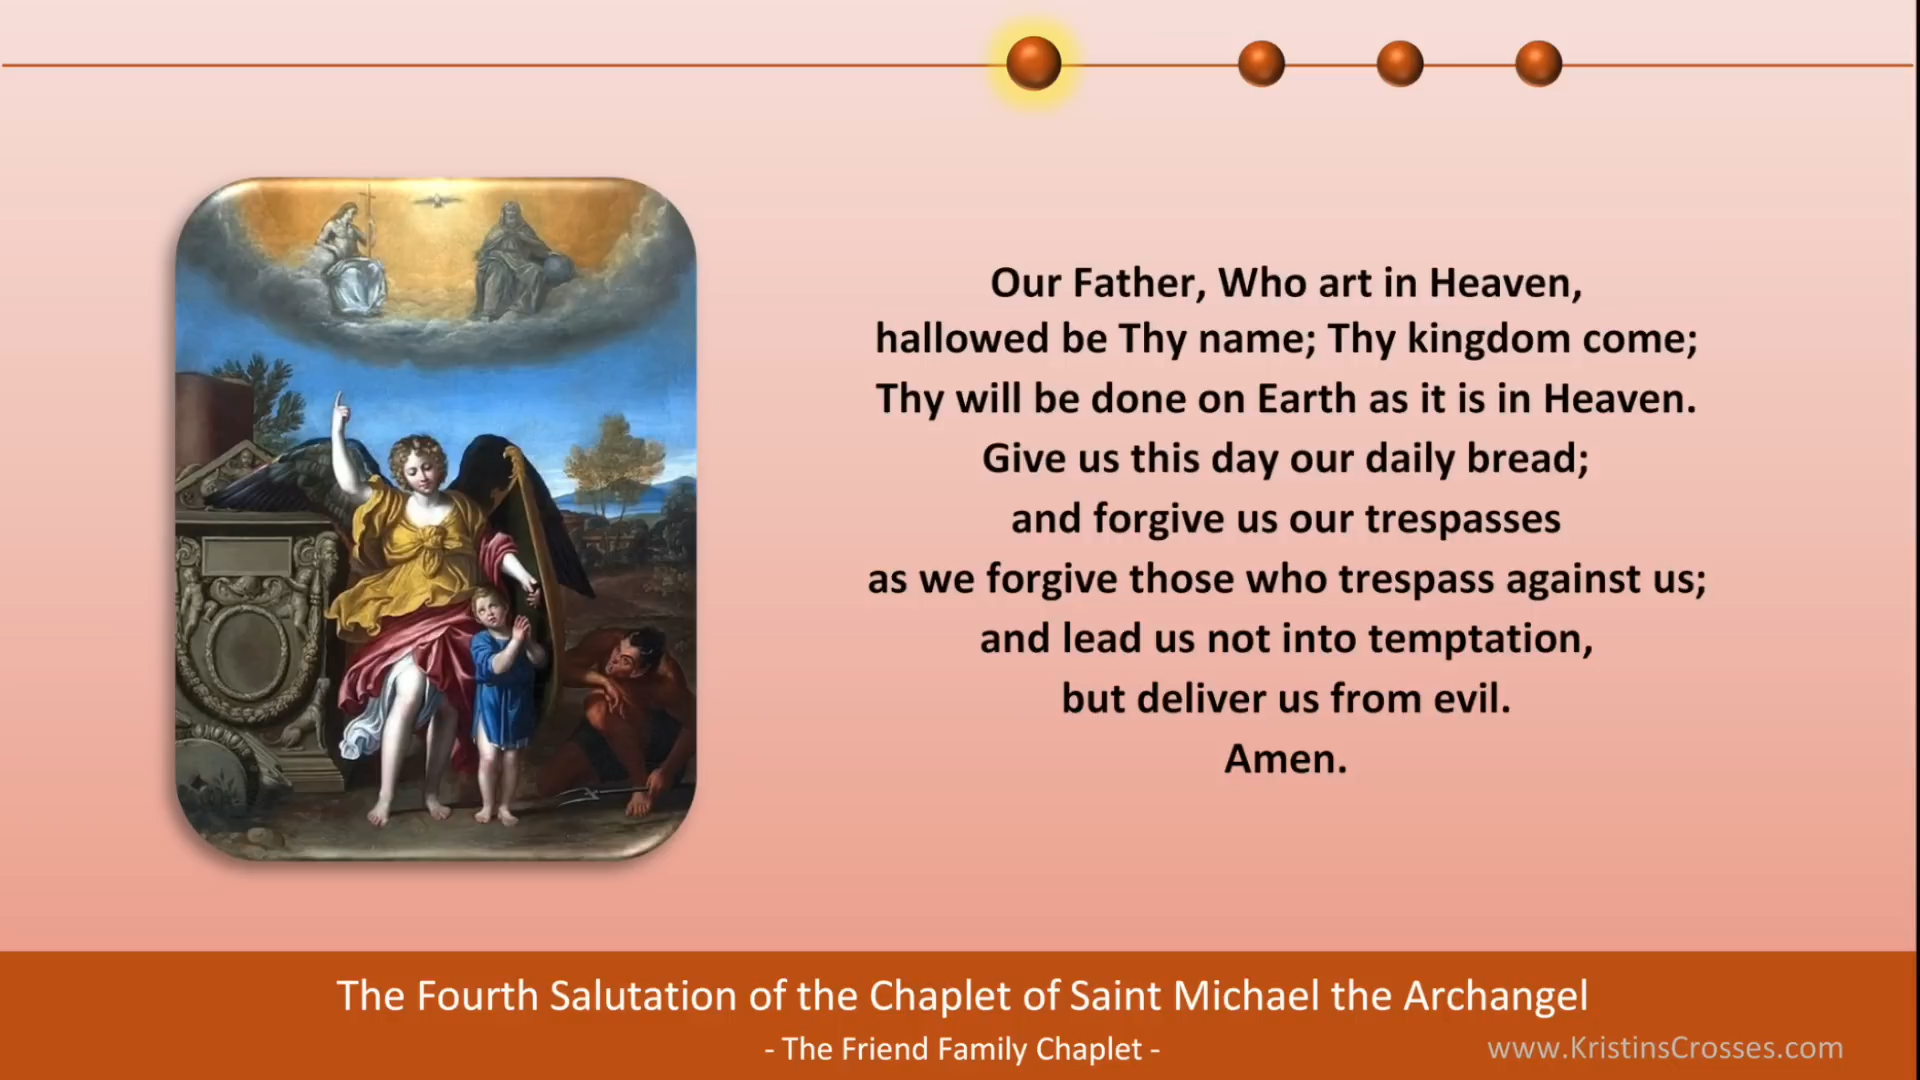 Our Father, Who art in Heaven,
hallowed be Thy name; Thy kingdom come;
Thy will be done on Earth as it is in Heaven.
Give us this day our daily bread;
and forgive us our trespasses
as we forgive those who trespass against us;
and lead us not into temptation,
but deliver us from evil.
Amen.
The Fourth Salutation of the Chaplet of Saint Michael the Archangel
- The Friend Family Chaplet -
www.KristinsCrosses.com